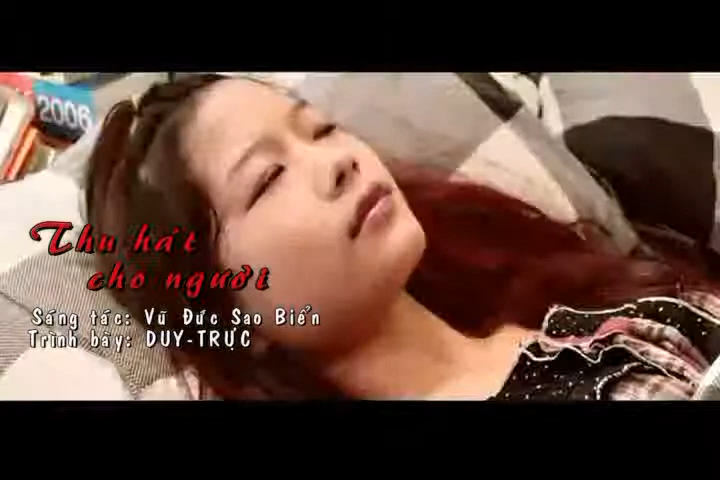 2006
Thu hát
cho người
Sáng tác: Vũ Đức Sao Biển
Trình bày: DUY-TRỰC